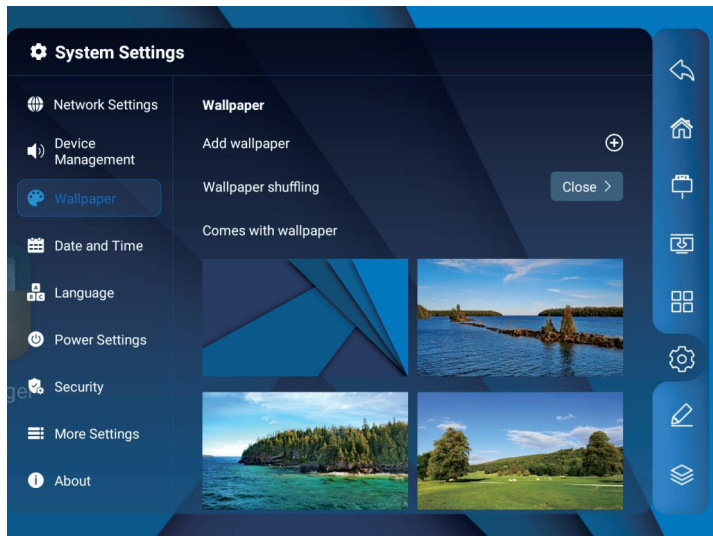 System Settings
Network Settings
Device
Management
Wallpaper
Date and Time
A
B C
Language
Power Settings
Security
More Settings
About
Wallpaper
Add wallpaper
Wallpaper shuffling
Close >
Comes with wallpaper
ge